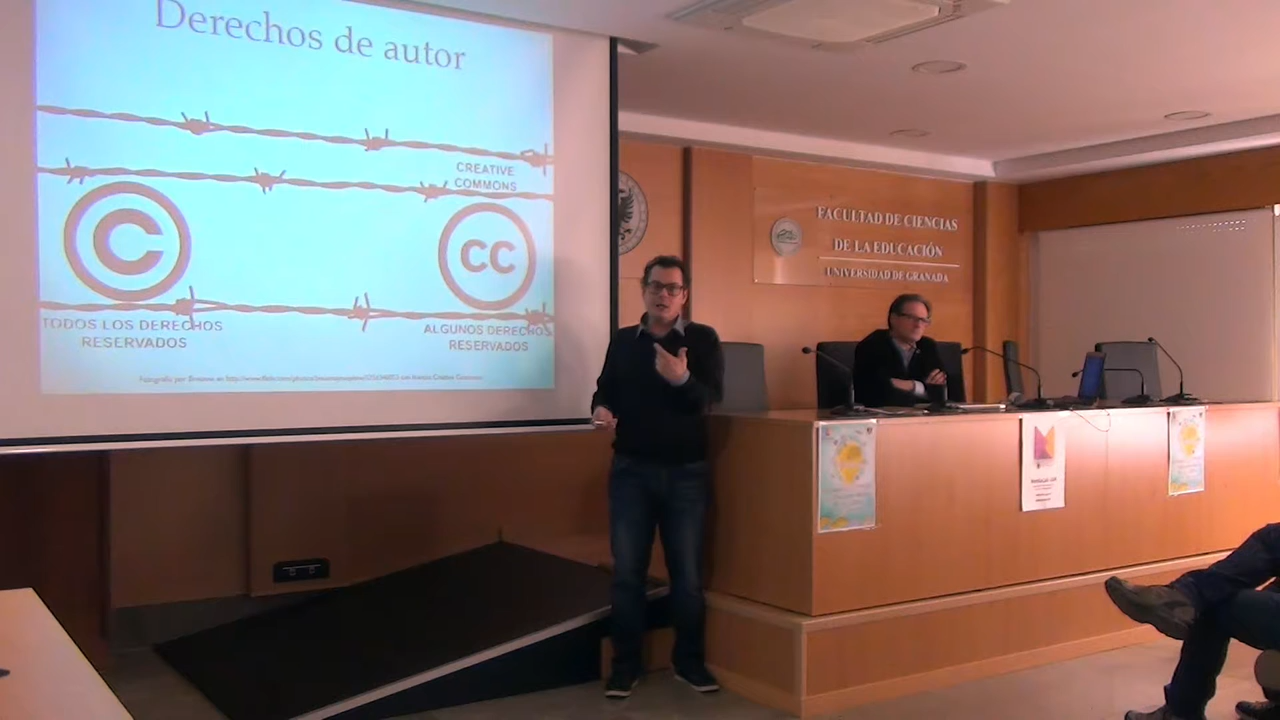 Derechos de autor
CREATIVE
COMMONS
C
CC
TODOS LOS DERECHOS
RESERVADOS
ALGUNOS DERECHOS
RESERVADOS
FACULTAD DE CIENCIAS
DE LA EDUCACIÓN
UNIVERSIDAD DE GRANADA